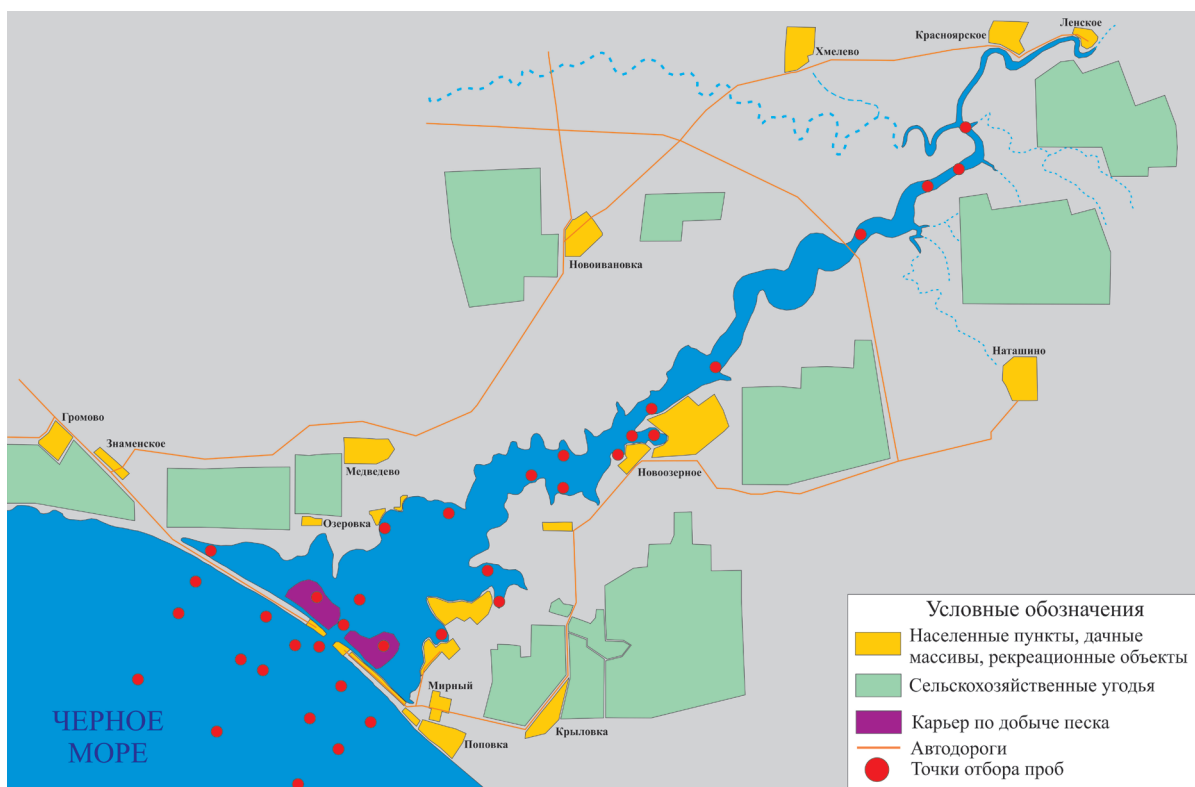 Ленское
Красноярское
Хмелево
Новоивановка
Наташино
Громово
Знаменское
Медведево
Новоозерное
Озеровка
Мирный
Поповка
Крыловка
ЧЕРНОЕ
МОРЕ
Условные обозначения
Населенные пункты, дачные
массивы, рекреационные объекты
Сельскохозяйственные угодья
Карьер по добыче песка
Автодороги
Точки отбора проб